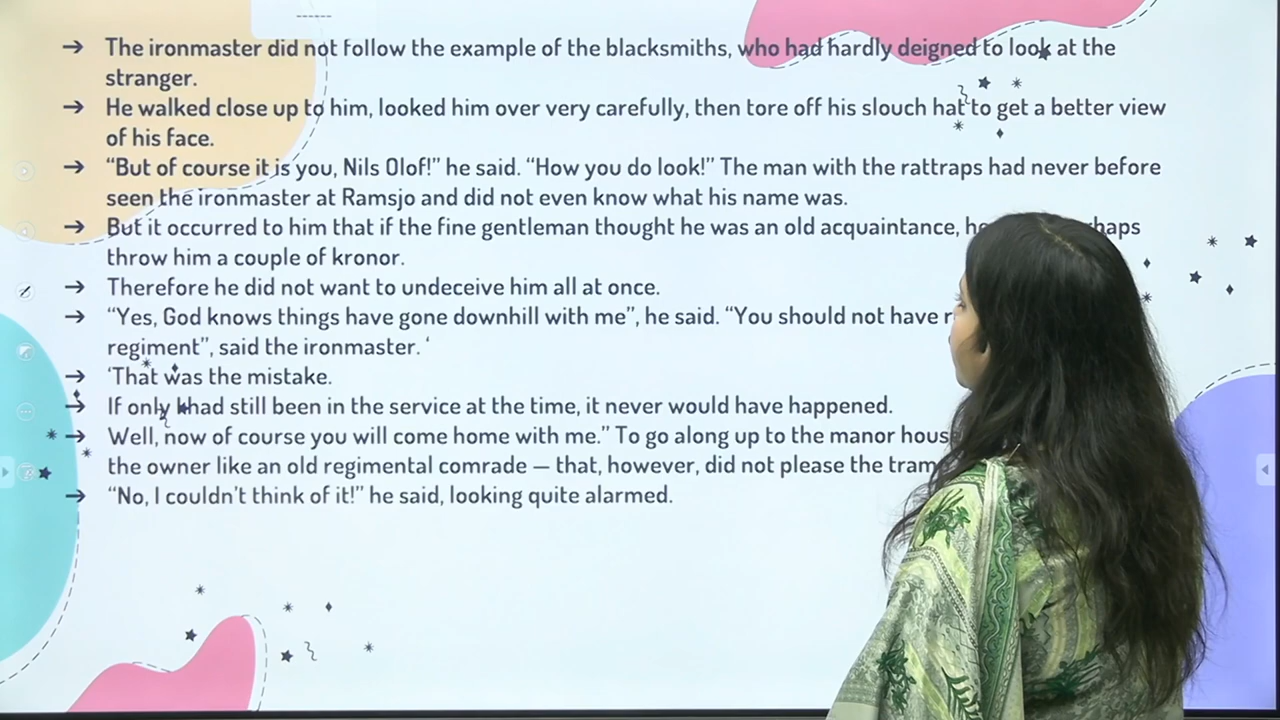 → The ironmaster did not follow the example of the blacksmiths, who had hardly deigned to look at the
stranger.
→ He walked close up to him, looked him over very carefully, then tore off his slouch hat to get a better view
of his face.
→ “But of course it is you, Nils Olof!” he said. “How you do look!” The man with the rattraps had never before
seen the ironmaster at Ramsjo and did not even know what his name was.
→ But it occurred to him that if the fine gentleman thought he was an old acquaintance,
throw him a couple of kronor.
→ Therefore he did not want to undeceive him all at once.
→ “Yes, God knows things have gone downhill with me”, he said. “You should not have
regiment”, said the ironmaster. ‘
→ ‘That was the mistake.
→ If only I had still been in the service at the time, it never would have happened.
→ Well, now of course you will come home with me.” To go along up to the manor
the owner like an old regimental comrade — that, however, did not please the
→ “No, I couldn’t think of it!” he said, looking quite alarmed.